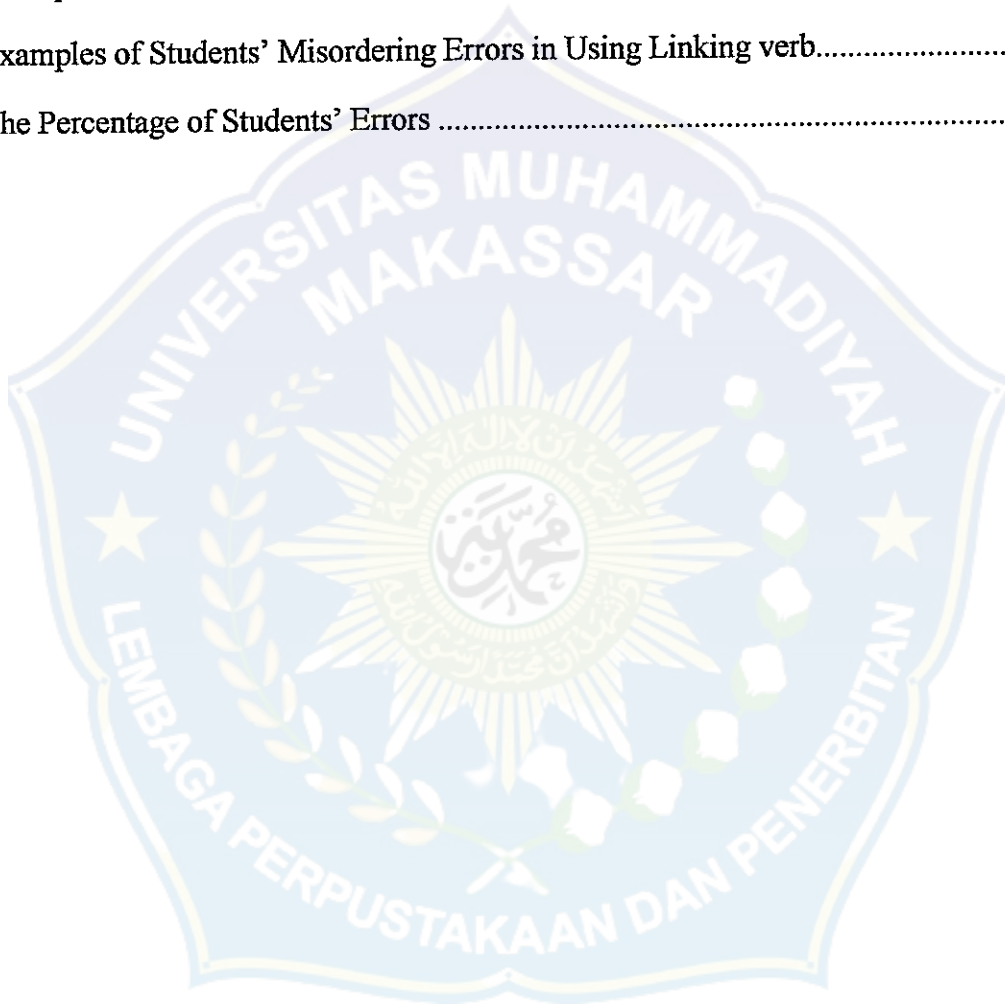 xamples of Students’ Misordering Errors in Using Linking verb.......................
he Percentage of Students’ Errors .......................................................................
UNIVERSITAS MUHAMMADIYAH
MAKASSAR
محمدية
LEMBAGA PERPUSTAKAAN DAN PENERBITAN